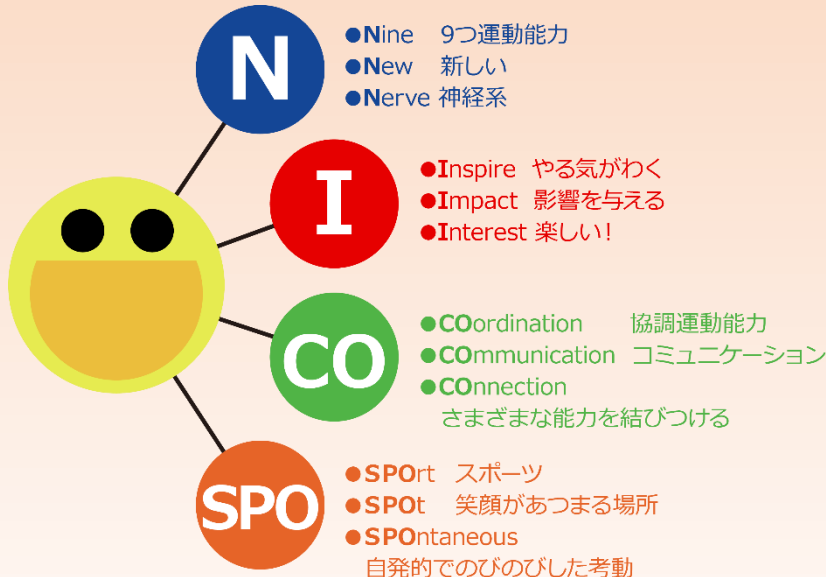 N
●Nine 9つ運動能力
●New 新しい
●Nerve 神経系
I
●Inspire やる気がわく
●Impact 影響を与える
●Interest 楽しい!
CO
●COordination 協調運動能力
●COmmunication コミュニケーション
●COnnection
さまざまな能力を結びつける
SPO
●SPOrt スポーツ
●SPOt 笑顔があつまる場所
●SPOntaneous
自発的でのびのびした考動